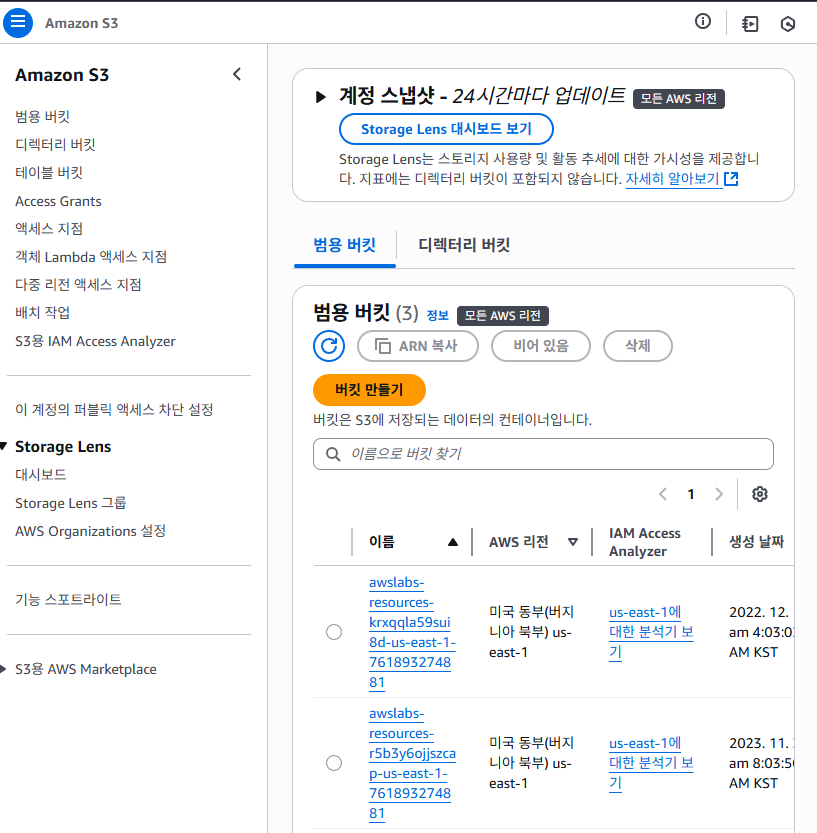 Amazon S3
Amazon S3
범용 버킷
디렉터리 버킷
테이블 버킷
Access Grants
액세스 지점
객체 Lambda 액세스 지점
다중 리전 액세스 지점
배치 작업
S3용 IAM Access Analyzer
이 계정의 퍼블릭 액세스 차단 설정
Storage Lens
대시보드
Storage Lens 그룹
AWS Organizations 설정
기능 스포트라이트
S3용 AWS Marketplace
계정 스냅샷 - 24시간마다 업데이트 모든 AWS 리전
Storage Lens 대시보드 보기
Storage Lens는 스토리지 사용량 및 활동 추세에 대한 가시성을 제공합니
다. 지표에는 디렉터리 버킷이 포함되지 않습니다. 자세히 알아보기
범용 버킷 디렉터리 버킷
범용 버킷 (3) 정보 모든 AWS 리전
ARN 복사 비어 있음 삭제
버킷 만들기
버킷은 S3에 저장되는 데이터의 컨테이너입니다.
이름으로 버킷 찾기
1
이름 AWS 리전 IAM Access Analyzer 생성 날짜
awslabs-
resources-
krxqqla59sui
8d-us-east-1-
7618932748
81
미국 동부(버지
니아 북부) us-
east-1
us-east-1에
대한 분석기 보
기
2022. 12.
am 4:03:03
AM KST
awslabs-
resources-
r5b3y6ojjszca
p-us-east-1-
7618932748
81
미국 동부(버지
니아 북부) us-
east-1
us-east-1에
대한 분석기 보
기
2023. 11.
am 8:03:50
AM KST